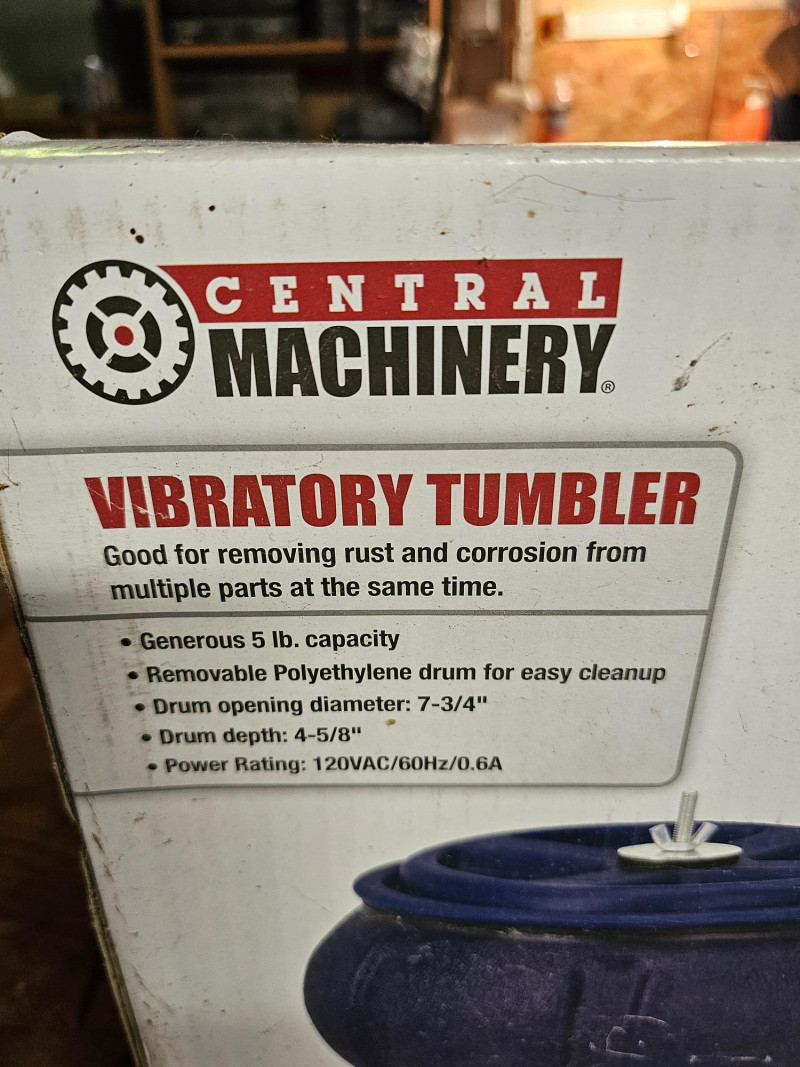 CENTRAL
MACHINERY®
VIBRATORY TUMBLER
Good for removing rust and corrosion from
multiple parts at the same time.
• Generous 5 lb. capacity
• Removable Polyethylene drum for easy cleanup
• Drum opening diameter: 7-3/4"
• Drum depth: 4-5/8"
• Power Rating: 120VAC/60Hz/0.6A